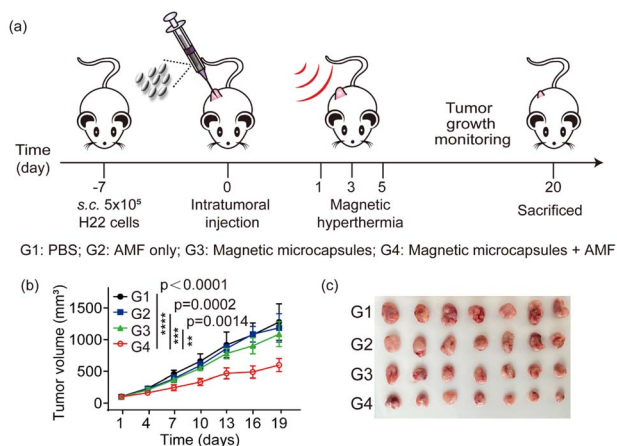 (a)
Time
(day)
Tumor
growth
monitoring
-7
0
1
3
5
20
s.c. 5x10⁵
H22 cells
Intratumoral
injection
Magnetic
hyperthermia
Sacrificed
G1: PBS; G2: AMF only; G3: Magnetic microcapsules; G4: Magnetic microcapsules + AMF
(b)
Tumor volume (mm³)
1500
1000
500
0
G1
G2
G3
G4
p<0.0001
p=0.0002
p=0.0014
****
***
**
1 4 7 10 13 16 19
Time (days)
(c)
G1
G2
G3
G4